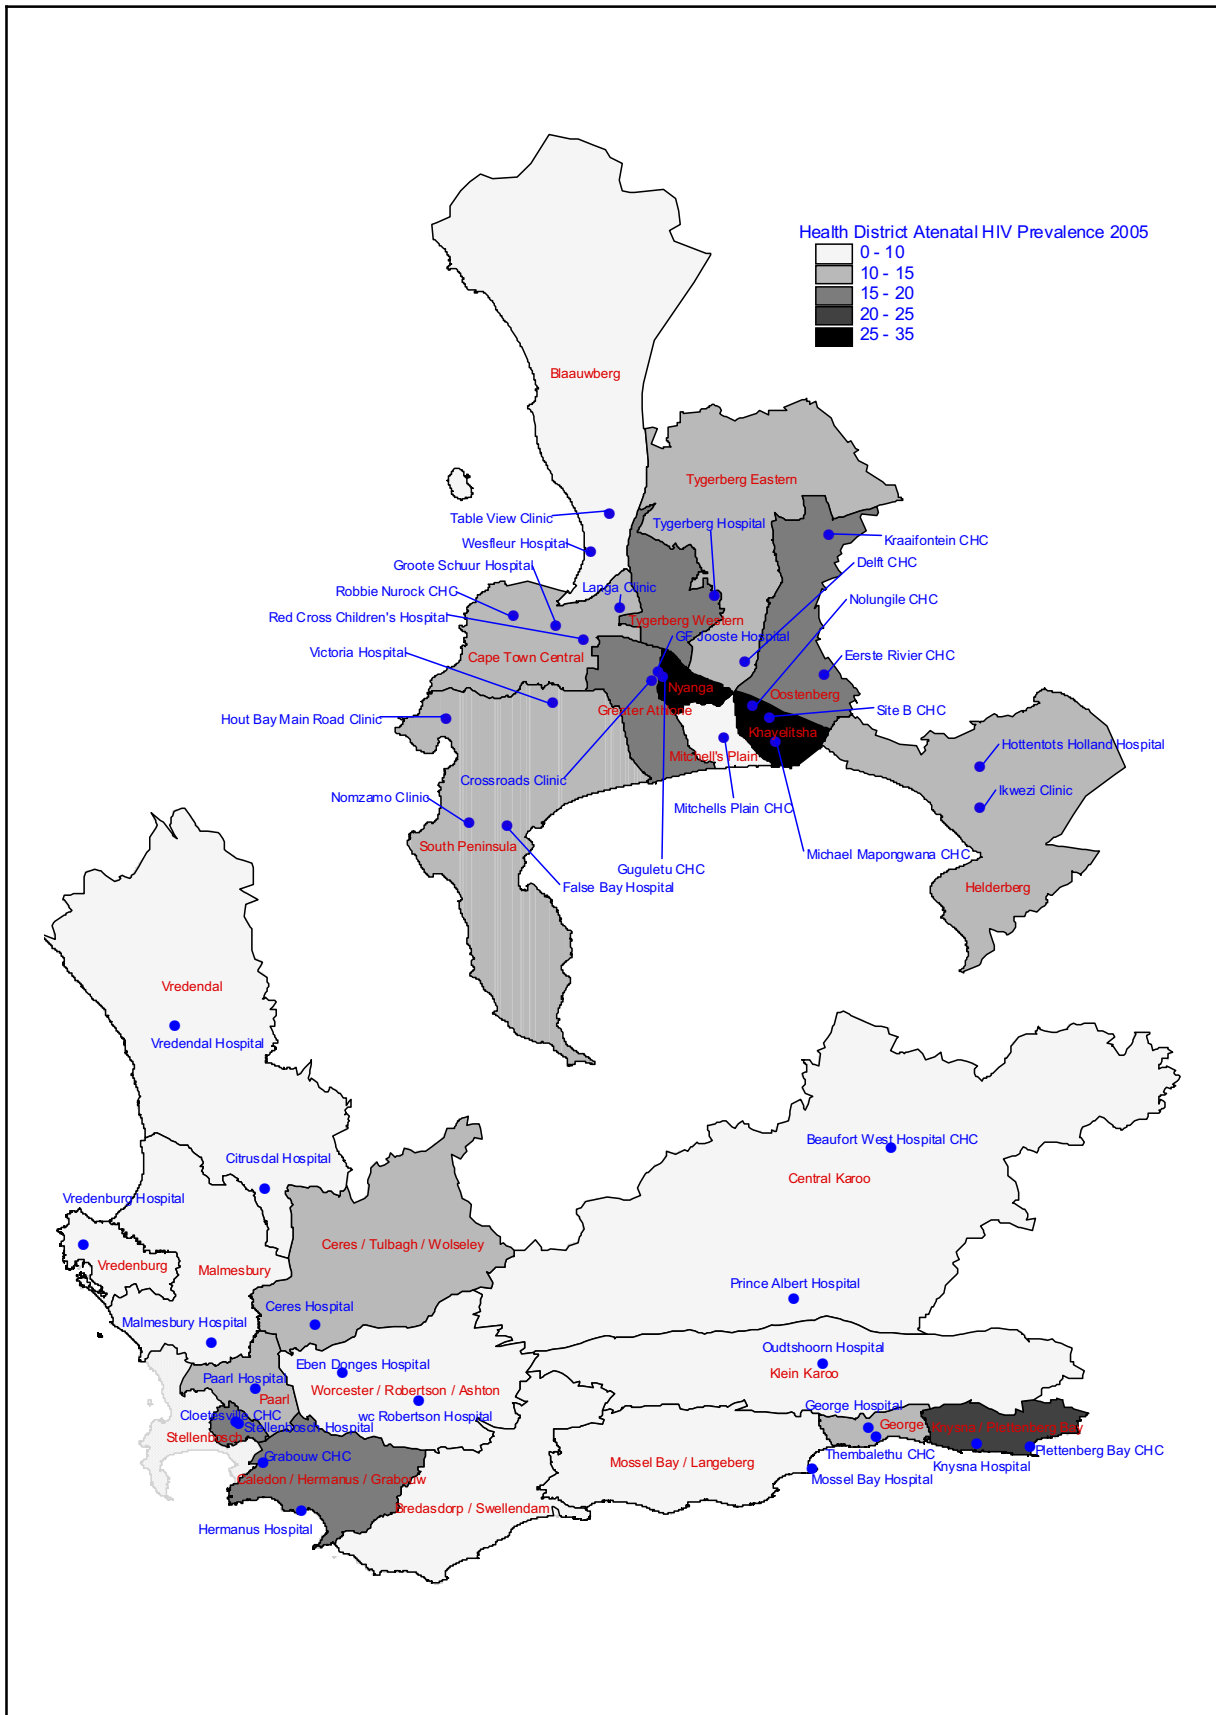 Health District Atenatal HIV Prevalence 2005
0 - 10
10 - 15
15 - 20
20 - 25
25 - 35
Blaauwberg
Tygerberg Eastern
Table View Clinic
Tygerberg Hospital
Wesfleur Hospital
Kraaifontein CHC
Groote Schuur Hospital
Delft CHC
Robbie Nurock CHC
Langa Clinic
Nolungile CHC
Red Cross Children's Hospital
Tygerberg Western
GF Jooste Hospital
Victoria Hospital
Cape Town Central
Eerste Rivier CHC
Nyanga
Oostenberg
Hout Bay Main Road Clinic
Greater Athlone
Site B CHC
Khayelitsha
Hottentots Holland Hospital
Mitchell's Plain
Crossroads Clinic
Ikwezi Clinic
Nomzamo Clinic
Mitchells Plain CHC
South Peninsula
Michael Mapongwana CHC
Guguletu CHC
False Bay Hospital
Helderberg
Vredendal
Vredendal Hospital
Beaufort West Hospital CHC
Citrusdal Hospital
Central Karoo
Vredenburg Hospital
Ceres / Tulbagh / Wolseley
Vredenburg
Malmesbury
Prince Albert Hospital
Ceres Hospital
Malmesbury Hospital
Oudtshoorn Hospital
Eben Donges Hospital
Klein Karoo
Paarl Hospital
Worcester / Robertson / Ashton
Paarl
George Hospital
Cloetesville CHC
wc Robertson Hospital
Stellenbosch Hospital
George
Knysna / Plettenberg Bay
Stellenbosch
Plettenberg Bay CHC
Grabouw CHC
Thembalethu CHC
Mossel Bay / Langeberg
Knysna Hospital
Caledon / Hermanus / Grabouw
Mossel Bay Hospital
Bredasdorp / Swellendam
Hermanus Hospital